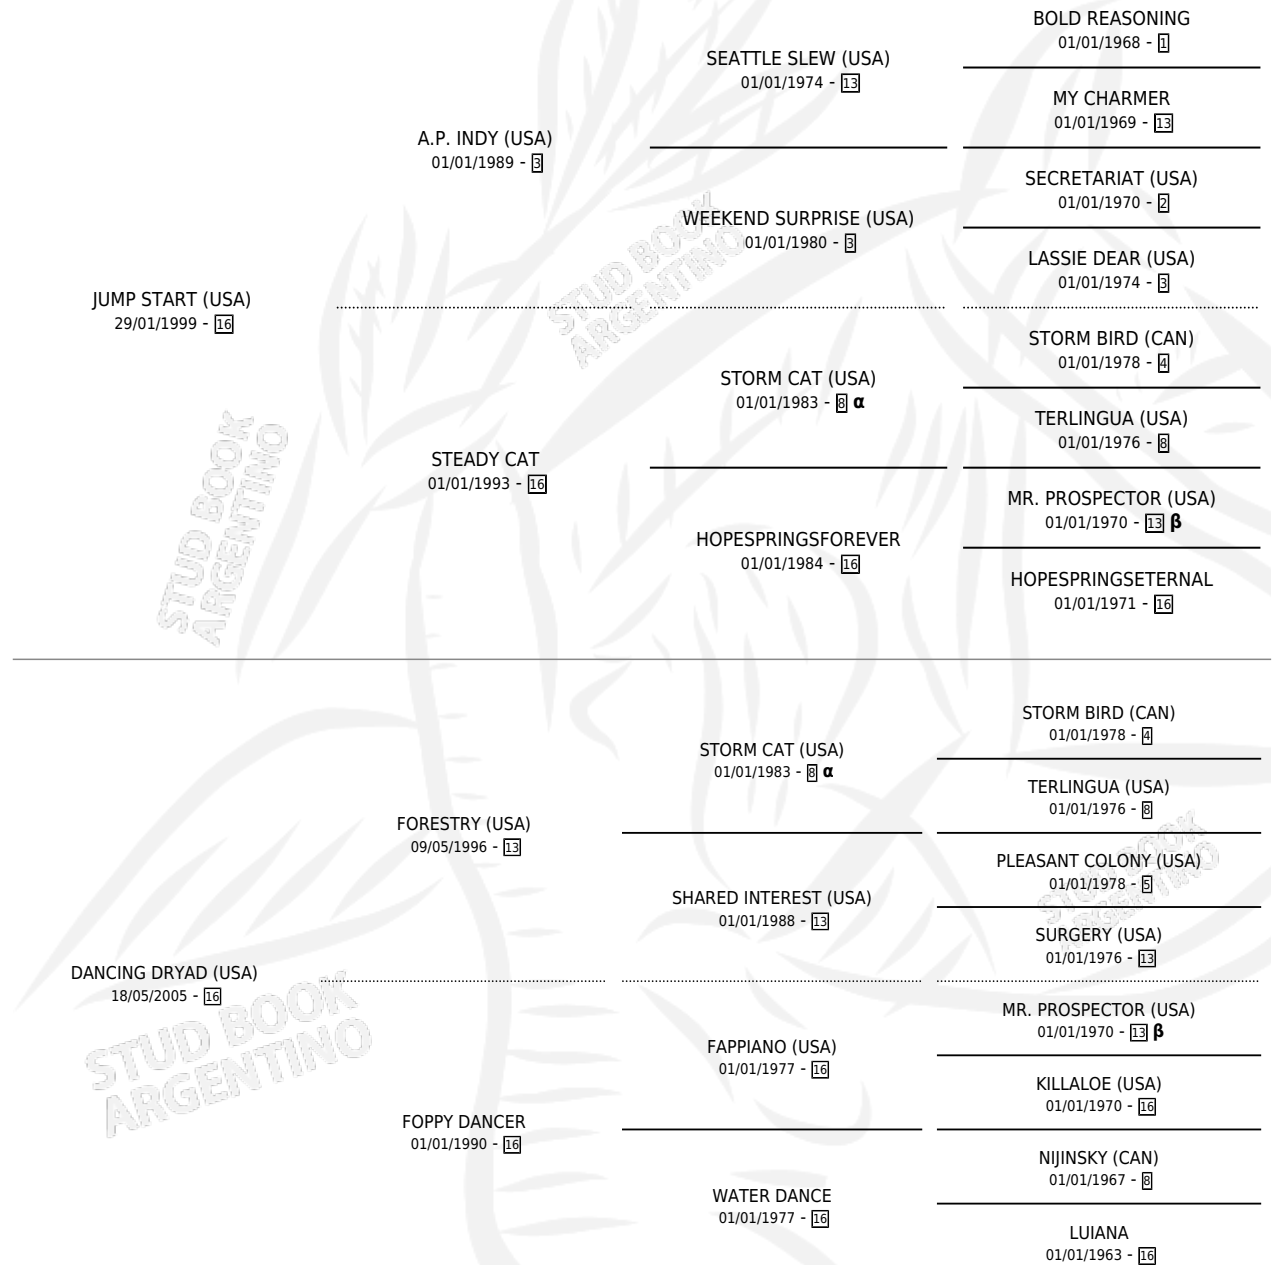 BOLD REASONING
01/01/1968 - 1
SEATTLE SLEW (USA)
01/01/1974 - 13
MY CHARMER
01/01/1969 - 13
A.P. INDY (USA)
01/01/1989 - 3
SECRETARIAT (USA)
01/01/1970 - 2
WEEKEND SURPRISE (USA)
01/01/1980 - 3
LASSIE DEAR (USA)
01/01/1974 - 3
JUMP START (USA)
29/01/1999 - 16
STORM BIRD (CAN)
01/01/1978 - 4
STORM CAT (USA)
01/01/1983 - 8 α
TERLINGUA (USA)
01/01/1976 - 8
STEADY CAT
01/01/1993 - 16
MR. PROSPECTOR (USA)
01/01/1970 - 13 β
HOPESPRINGSFOREVER
01/01/1984 - 16
HOPESPRINGSETERNAL
01/01/1971 - 16
STORM BIRD (CAN)
01/01/1978 - 4
STORM CAT (USA)
01/01/1983 - 8 α
TERLINGUA (USA)
01/01/1976 - 8
FORESTRY (USA)
09/05/1996 - 13
PLEASANT COLONY (USA)
01/01/1978 - 5
SHARED INTEREST (USA)
01/01/1988 - 13
SURGERY (USA)
01/01/1976 - 13
DANCING DRYAD (USA)
18/05/2005 - 16
MR. PROSPECTOR (USA)
01/01/1970 - 13 β
FAPPIANO (USA)
01/01/1977 - 16
KILLALOE (USA)
01/01/1970 - 16
FOPPY DANCER
01/01/1990 - 16
NIJINSKY (CAN)
01/01/1967 - 8
WATER DANCE
01/01/1977 - 16
LUIANA
01/01/1963 - 16
STUD BOOK
ARGENTINO
STUD BOOK
ARGENTINO
STUD BOOK
ARGENTINO
STUD BOOK
ARGENTINO